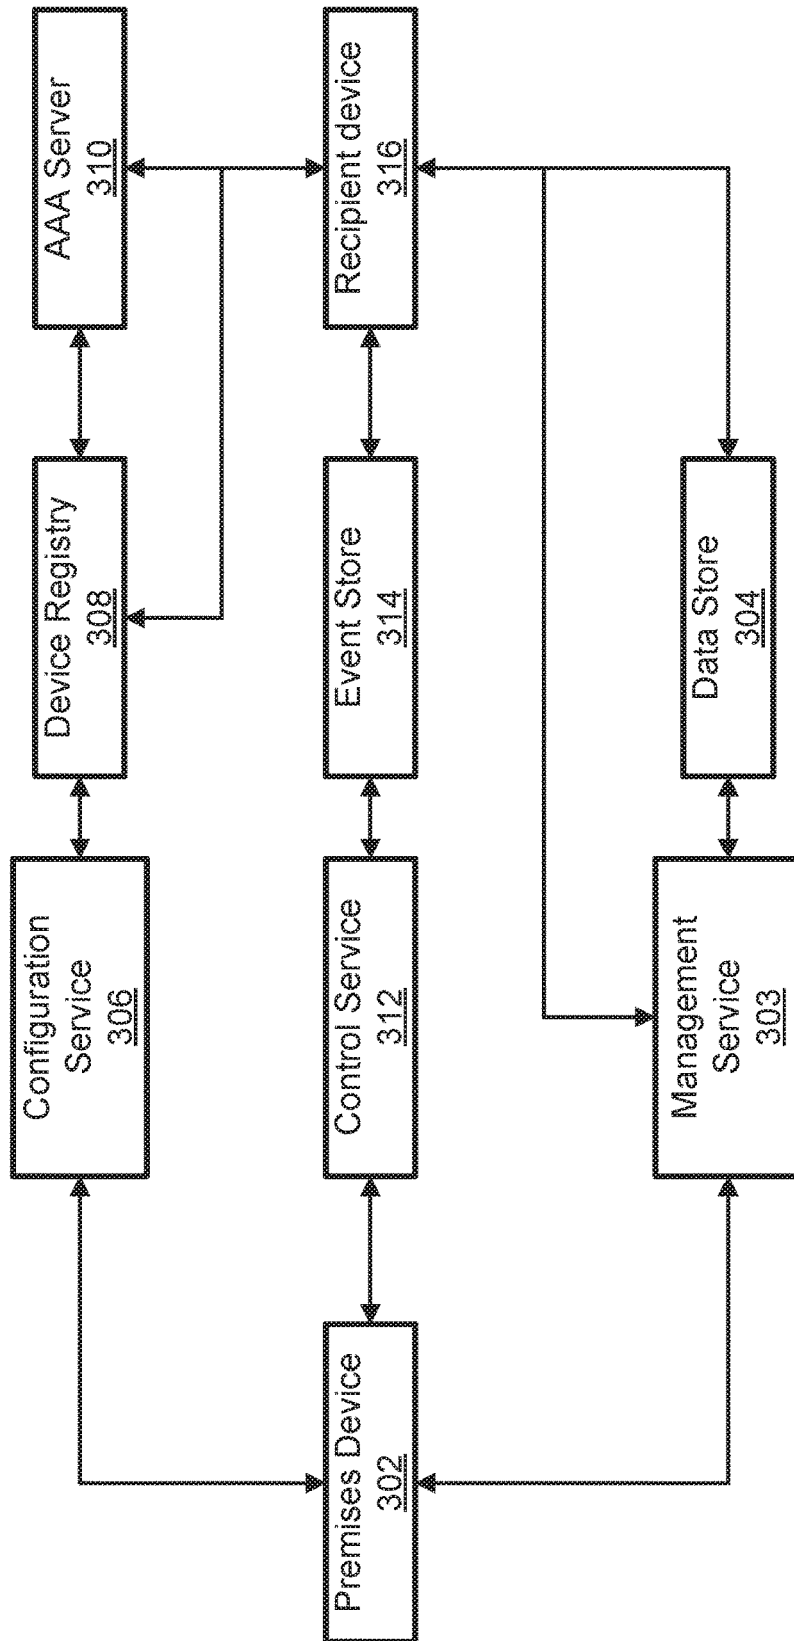 Configuration
Service
306
Device Registry
308
AAA Server
310
Premises Device
302
Control Service
312
Event Store
314
Recipient device
316
Management
Service
303
Data Store
304